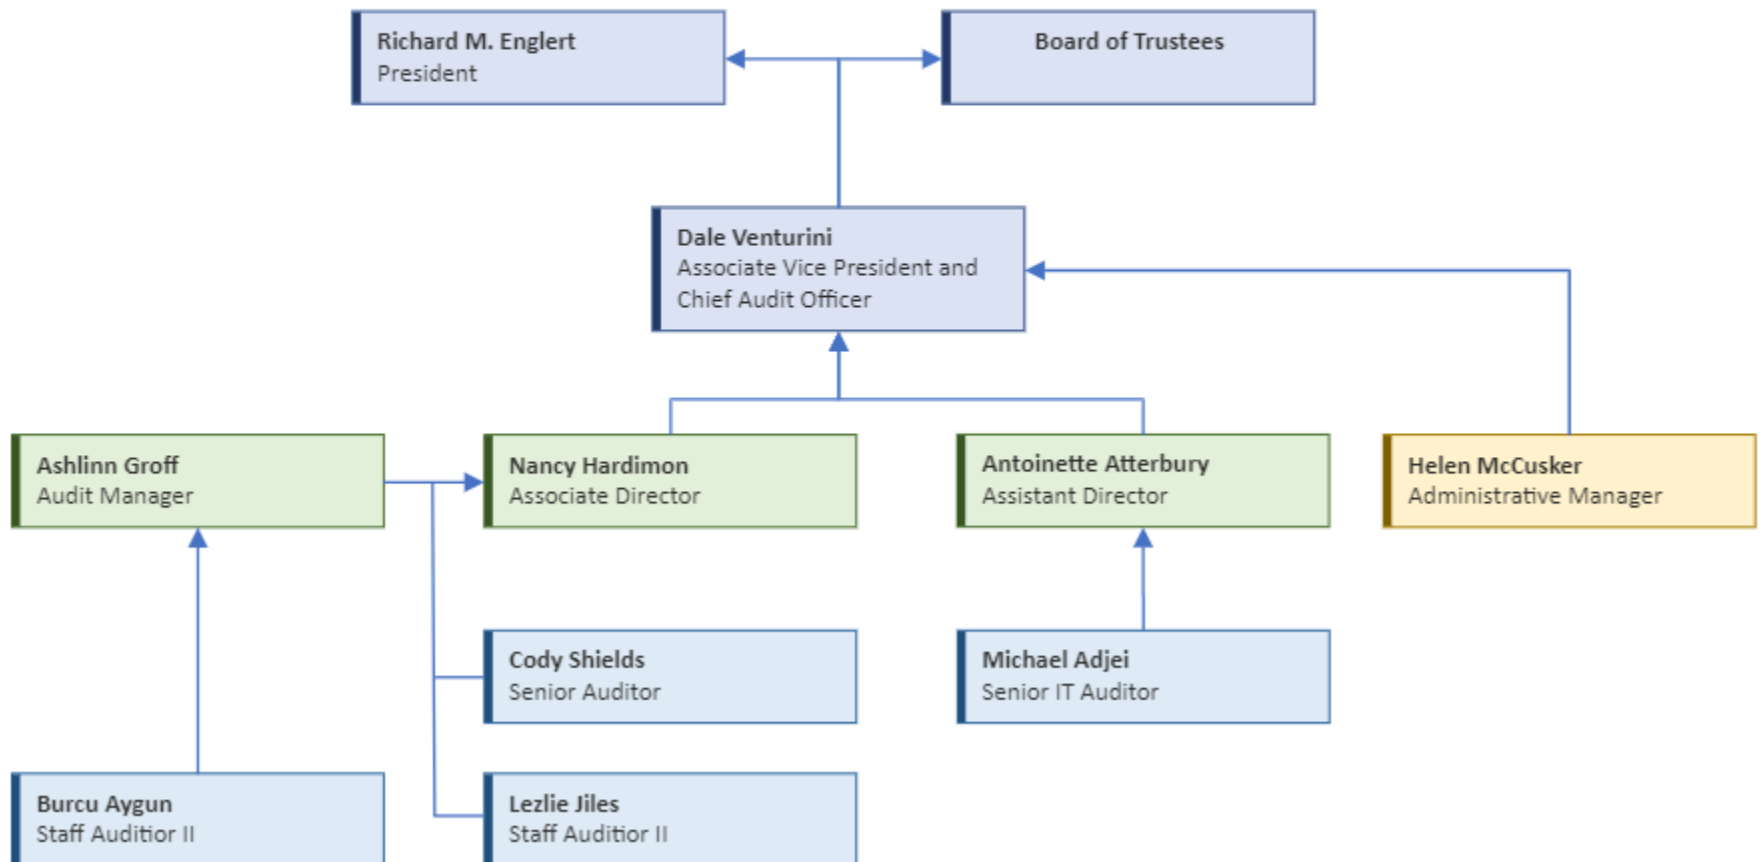 Richard M. Englert
President
Board of Trustees
Dale Venturini
Associate Vice President and
Chief Audit Officer
Ashlinn Groff
Audit Manager
Nancy Hardimon
Associate Director
Antoinette Atterbury
Assistant Director
Helen McCusker
Administrative Manager
Cody Shields
Senior Auditor
Michael Adjei
Senior IT Auditor
Burcu Aygun
Staff Auditior II
Lezlie Jiles
Staff Auditior II